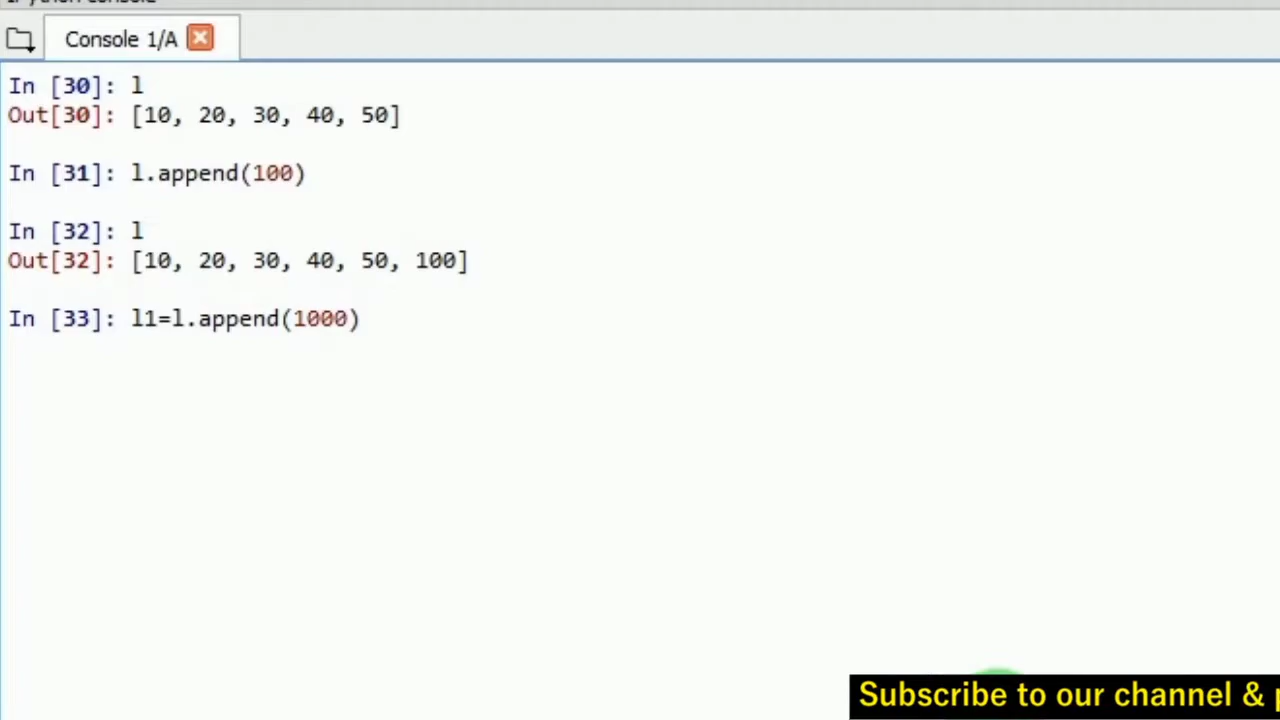 Console 1/A
In [30]: l
Out[30]: [10, 20, 30, 40, 50]
In [31]: l.append(100)
In [32]: l
Out[32]: [10, 20, 30, 40, 50, 100]
In [33]: l1=l.append(1000)
Subscribe to our channel &